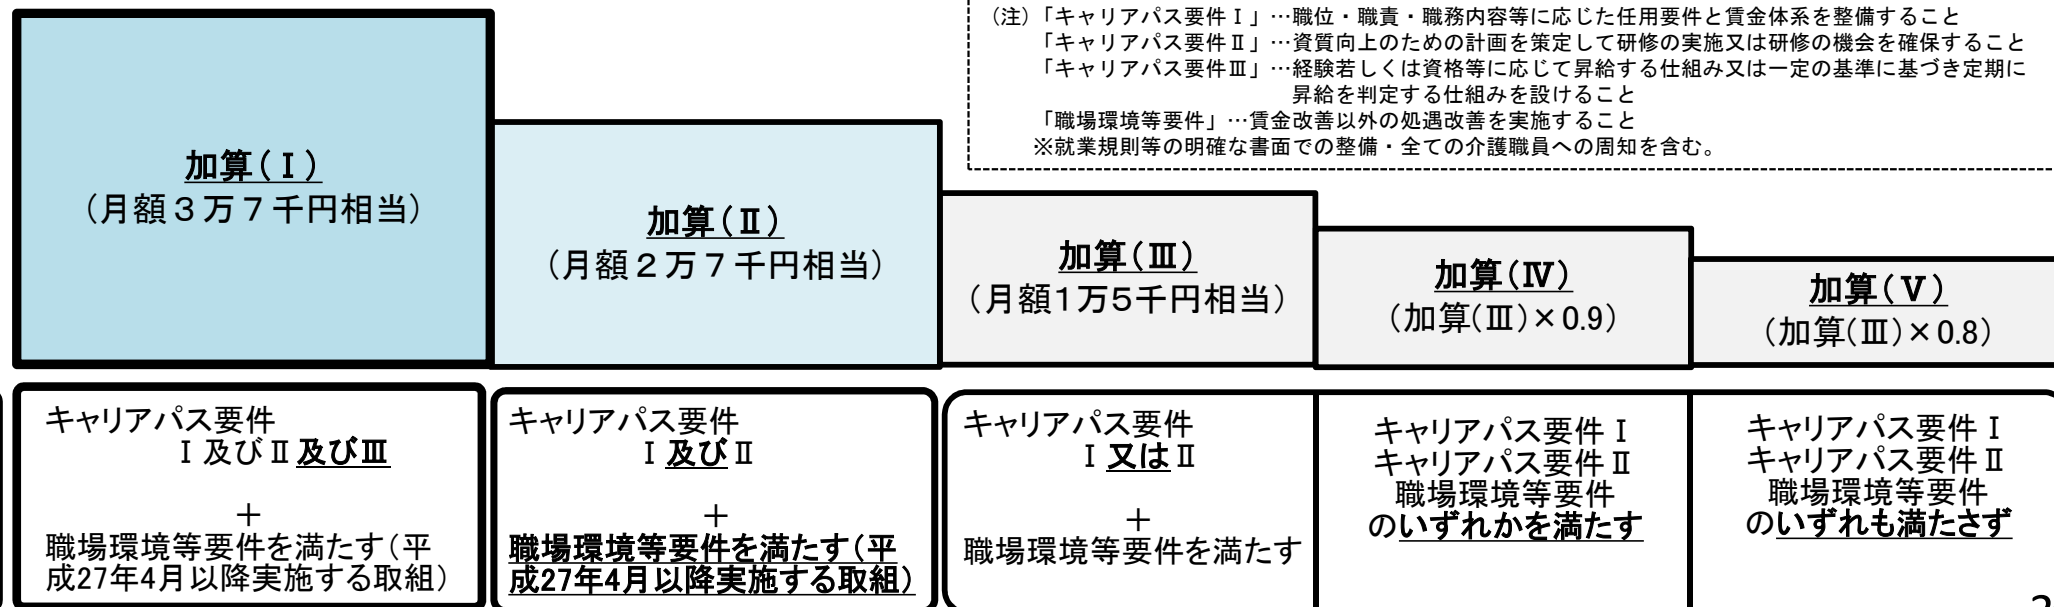 （注）「キャリアパス要件Ⅰ」…職位・職責・職務内容等に応じた任用要件と賃金体系を整備すること
「キャリアパス要件Ⅱ」…資質向上のための計画を策定して研修の実施又は研修の機会を確保すること
「キャリアパス要件Ⅲ」…経験若しくは資格等に応じて昇給する仕組み又は一定の基準に基づき定期に
昇給を判定する仕組みを設けること
「職場環境等要件」…賃金改善以外の処遇改善を実施すること
※就業規則等の明確な書面での整備・全ての介護職員への周知を含む。
加算（Ⅰ）
（月額３万７千円相当）
加算（Ⅱ）
（月額２万７千円相当）
加算（Ⅲ）
（月額1万5千円相当）
加算（Ⅳ）
（加算（Ⅲ）×0.9）
加算（Ⅴ）
（加算（Ⅲ）×0.8）
キャリアパス要件
Ⅰ及びⅡ及びⅢ
＋
職場環境等要件を満たす（平
成27年4月以降実施する取組）
キャリアパス要件
Ⅰ及びⅡ
＋
職場環境等要件を満たす（平
成27年4月以降実施する取組）
キャリアパス要件
Ⅰ又はⅡ
＋
職場環境等要件を満たす
キャリアパス要件Ⅰ
キャリアパス要件Ⅱ
職場環境等要件
のいずれかを満たす
キャリアパス要件Ⅰ
キャリアパス要件Ⅱ
職場環境等要件
のいずれも満たさず